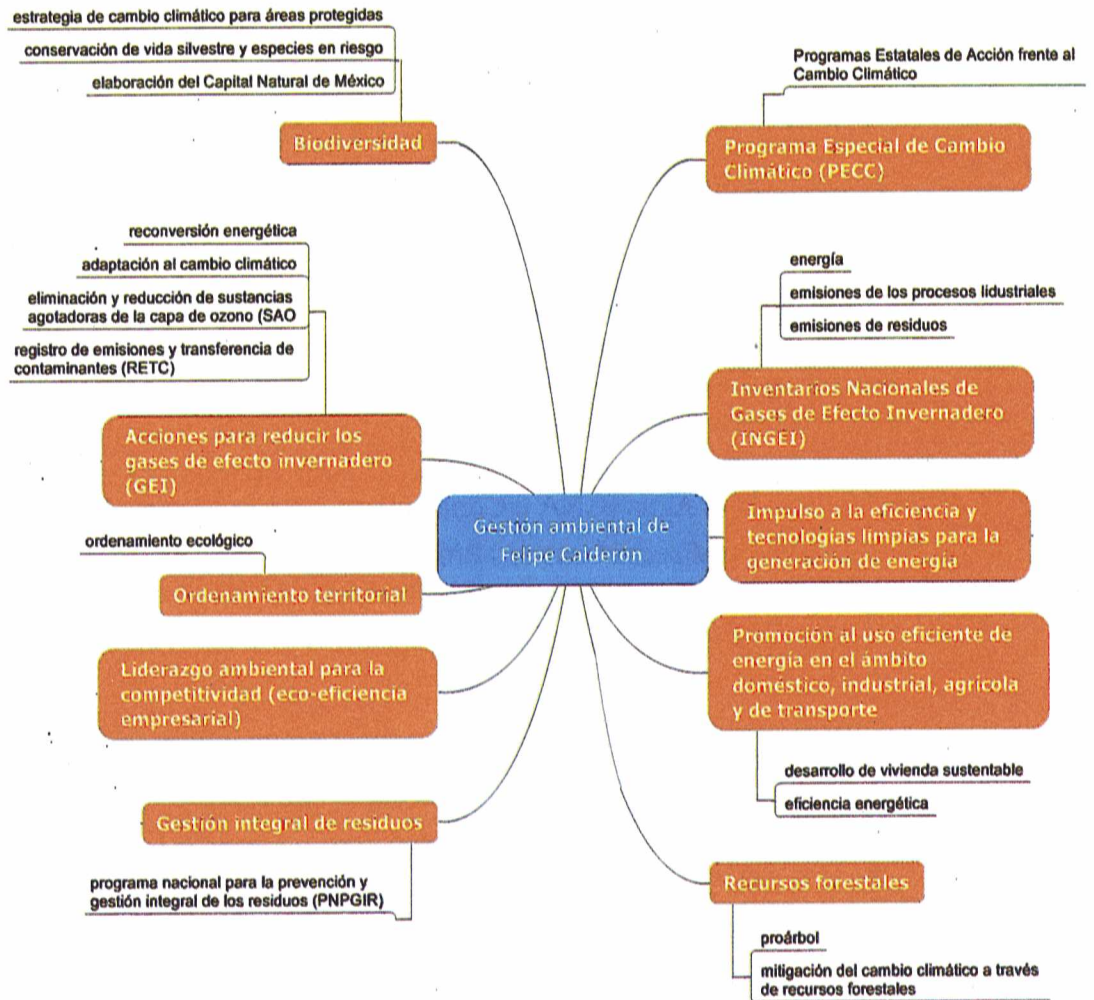 estrategia de cambio climático para áreas protegidas
conservación de vida silvestre y especies en riesgo
elaboración del Capital Natural de México
Biodiversidad
reconversión energética
adaptación al cambio climático
eliminación y reducción de sustancias
agotadoras de la capa de ozono (SAO
registro de emisiones y transferencia de
contaminantes (RETC)
Acciones para reducir los
gases de efecto invernadero
(GEI)
ordenamiento ecológico
Ordenamiento territorial
Liderazgo ambiental para la
competitividad (eco-eficiencia
empresarial)
Gestión integral de residuos
programa nacional para la prevención y
gestión integral de los residuos (PNPGIR)
Gestión ambiental de
Felipe Calderón
Programas Estatales de Acción frente al
Cambio Climático
Programa Especial de Cambio
Climático (PECC)
energía
emisiones de los procesos lidustriales
emisiones de residuos
Inventarios Nacionales de
Gases de Efecto Invernadero
(INGEI)
Impulso a la eficiencia y
tecnologías limpias para la
generación de energía
Promoción al uso eficiente de
energía en el ámbito
doméstico, industrial, agrícola
y de transporte
desarrollo de vivienda sustentable
eficiencia energética
Recursos forestales
proárbol
mitigación del cambio climático a través
de recursos forestales